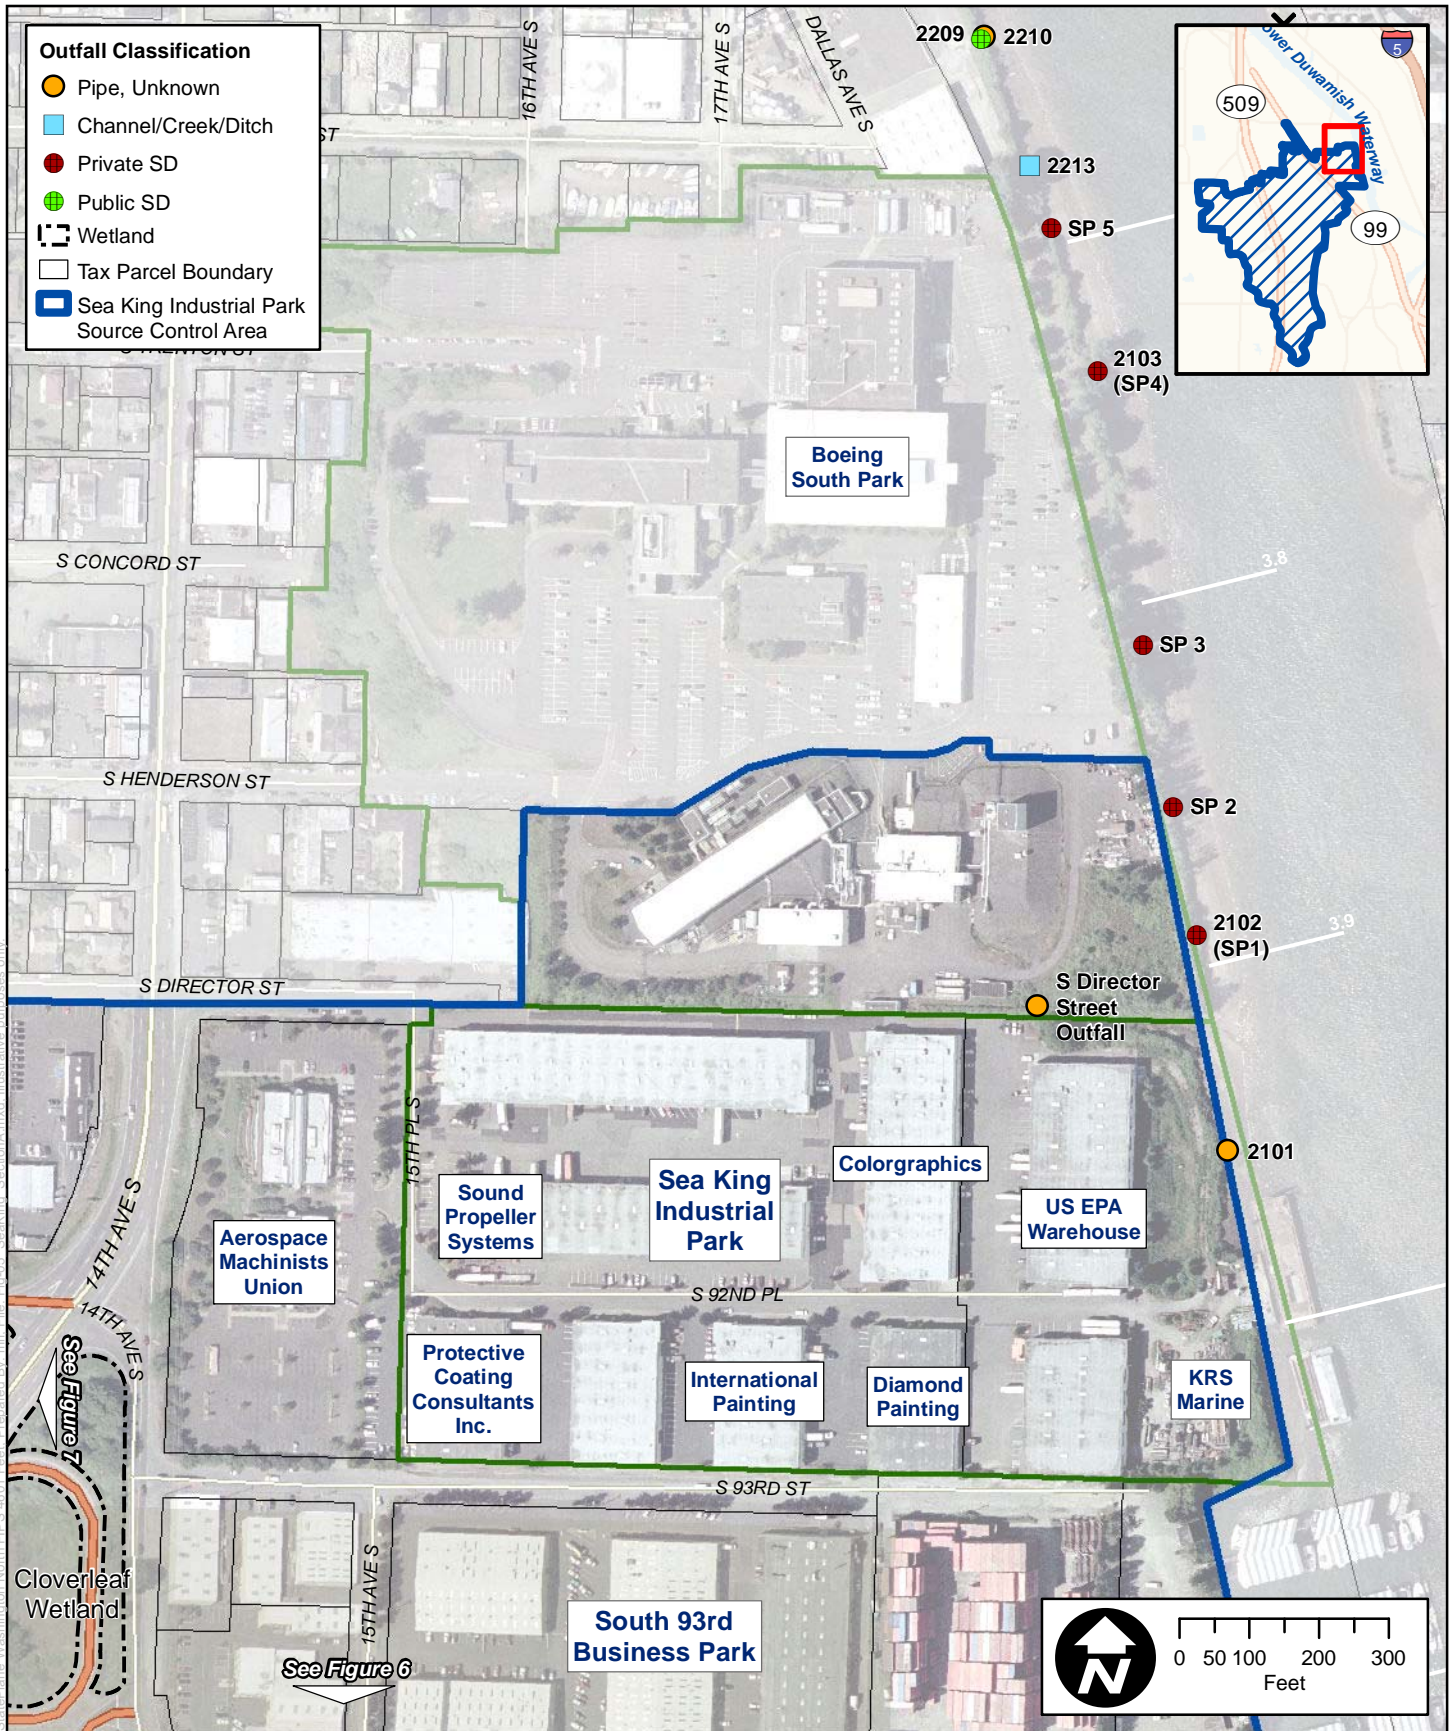 Outfall Classification
Pipe, Unknown
Channel/Creek/Ditch
Private SD
Public SD
Wetland
Tax Parcel Boundary
Sea King Industrial Park
Source Control Area
16TH AVE S
17TH AVE S
DALLAS AVE S
ST
2209
2210
2213
SP 5
2103
(SP4)
509
5
99
Lower Duwamish Waterway
S TRENTON ST
Boeing
South Park
S CONCORD ST
3.8
SP 3
S HENDERSON ST
SP 2
2102
(SP1)
3.9
S DIRECTOR ST
S Director
Street
Outfall
15TH PL S
2101
Colorgraphics
Sea King
Industrial
Park
Sound
Propeller
Systems
US EPA
Warehouse
Aerospace
Machinists
Union
14TH AVE S
14TH AVE S
S 92ND PL
See Figure 7
Protective
Coating
Consultants
Inc.
International
Painting
Diamond
Painting
KRS
Marine
S 93RD ST
15TH AVE S
Cloverleaf
Wetland
South 93rd
Business Park
See Figure 6
N
0 50 100 200 300
Feet